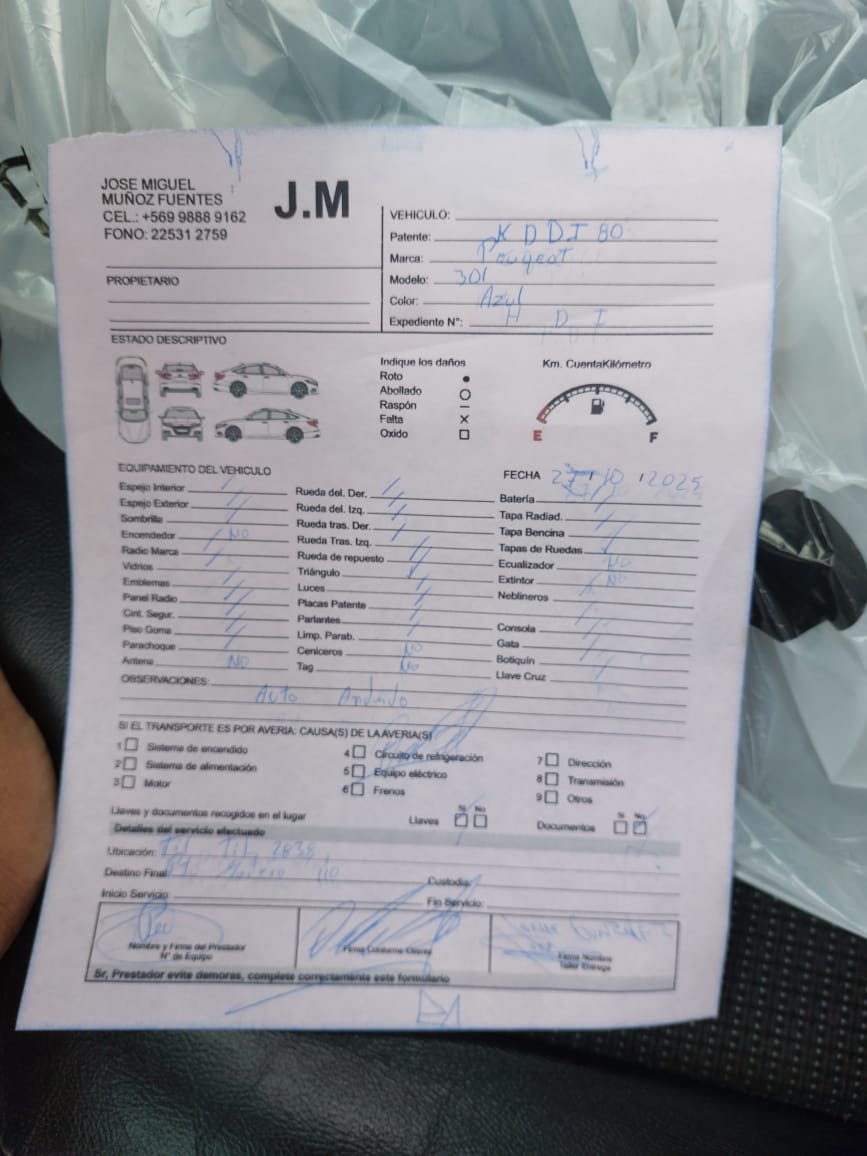 JOSE MIGUEL
MUÑOZ FUENTES
CEL.: +569 9888 9162
FONO: 22531 2759
J.M
PROPIETARIO
VEHICULO:
Patente: KDDJ 80
Marca: Peugeot
Modelo: 301
Color: Azul
Expediente N°: H D I
ESTADO DESCRIPTIVO
Indique los daños
Roto
Abollado
Raspón
Falta
Oxido
Km. CuentaKilómetro
E F
EQUIPAMIENTO DEL VEHICULO
FECHA 27/10/2025
Espejo Interior
Espejo Exterior
Sombrilla
Encendedor NO
Radio Marca
Vidrios
Emblemas
Panel Radio
Cint. Segur.
Piso Goma
Parachoque
Antena NO
Rueda del. Der.
Rueda del. Izq.
Rueda tras. Der.
Rueda Tras. Izq.
Rueda de repuesto
Triángulo
Luces
Placas Patente
Parlantes
Limp. Parab.
Ceniceros NO
Tag NO
Batería
Tapa Radiad.
Tapa Bencina
Tapas de Ruedas
Ecualizador NO
Extintor NO
Neblineros
Consola
Gata
Botiquín
Llave Cruz
OBSERVACIONES: Auto Andando
SI EL TRANSPORTE ES POR AVERIA: CAUSA(S) DE LA AVERIA(S)
1 Sistema de encendido
2 Sistema de alimentación
3 Motor
4 Circuito de refrigeración
5 Equipo eléctrico
6 Frenos
7 Dirección
8 Transmisión
9 Otros
Llaves y documentos recogidos en el lugar
Llaves Si No
Documentos Si No
Detalles del servicio efectuado
Ubicación: Til Til 2838
Destino Final:
Custodia:
Inicio Servicio:
Fin Servicio:
Nombre y Firma del Prestador
N° de Equipo
Firma Conforme Cliente
Firma Nombre
Taller Entrega
Sr, Prestador evite demoras, complete correctamente este formulario